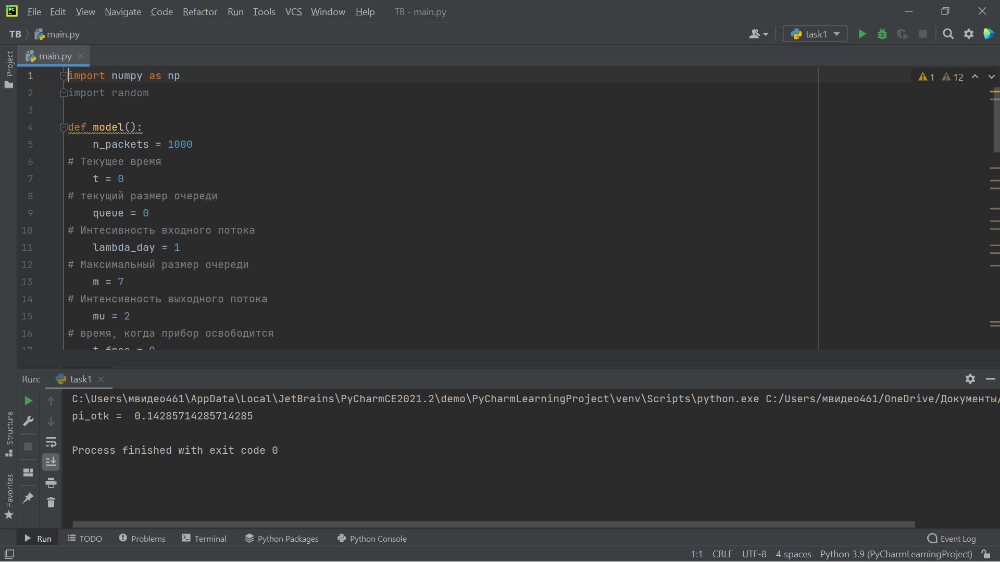 PC File Edit View Navigate Code Refactor Run Tools VCS Window Help TB - main.py
TB main.py task1
Project
main.py
1 import numpy as np
1 12
2 import random
3
4 def model():
5 n_packets = 1000
6 # Текущее время
7 t = 0
8 # текущий размер очереди
9 queue = 0
10 # Интесивность входного потока
11 lambda_day = 1
12 # Максимальный размер очереди
13 m = 7
14 # Интенсивность выходного потока
15 mu = 2
16 # время, когда прибор освободится
17 t_free = 0
Run: task1
C:\Users\мвидео461\AppData\Local\JetBrains\PyCharmCE2021.2\demo\PyCharmLearningProject\venv\Scripts\python.exe C:/Users/мвидео461/OneDrive/Документы/
pi_otk =  0.14285714285714285
Process finished with exit code 0
Structure
Favorites
Run TODO Problems Terminal Python Packages Python Console Event Log
1:1 CRLF UTF-8 4 spaces Python 3.9 (PyCharmLearningProject)